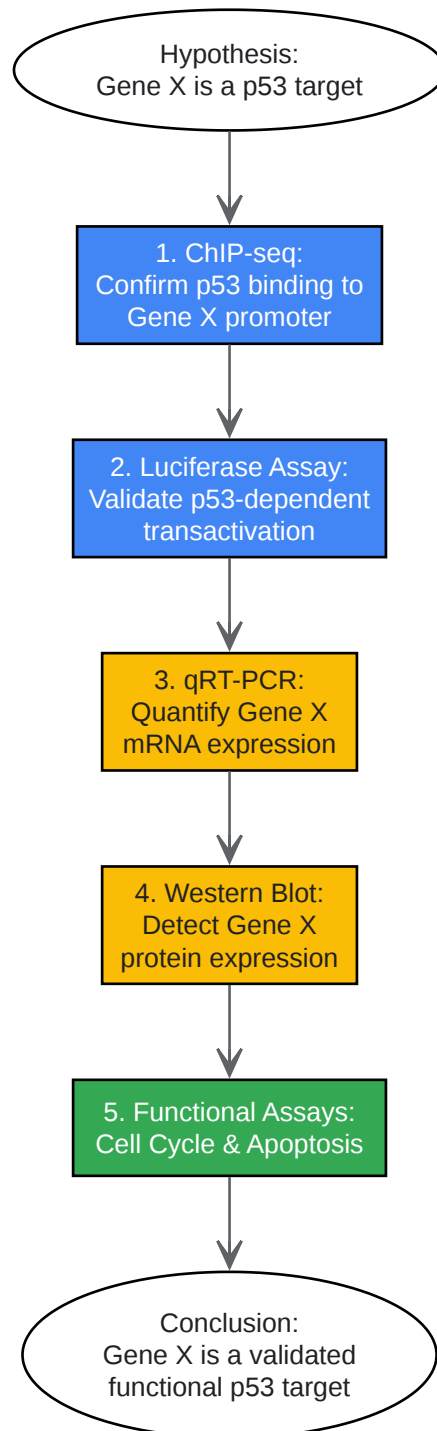 Hypothesis:
Gene X is a p53 target
1. ChIP-seq:
Confirm p53 binding to
Gene X promoter
2. Luciferase Assay:
Validate p53-dependent
transactivation
3. qRT-PCR:
Quantify Gene X
mRNA expression
4. Western Blot:
Detect Gene X
protein expression
5. Functional Assays:
Cell Cycle & Apoptosis
Conclusion:
Gene X is a validated
functional p53 target